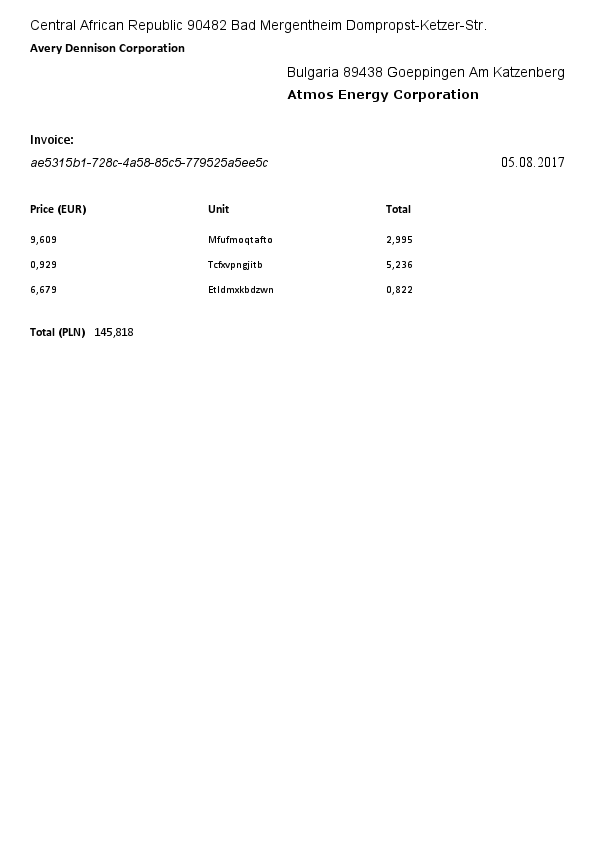 Central African Republic 90482 Bad Mergentheim Dompropst-Ketzer-Str.
Avery Dennison Corporation
Bulgaria 89438 Goeppingen Am Katzenberg
Atmos Energy Corporation
Invoice:
ae5315b1-728c-4a58-85c5-779525a5ee5c 05.08.2017
Price (EUR) Unit Total
9,609 Mfufmoqtafto 2,995
0,929 Tcfxvpngjitb 5,236
6,679 Etldmxkbdzwn 0,822
Total (PLN) 145,818